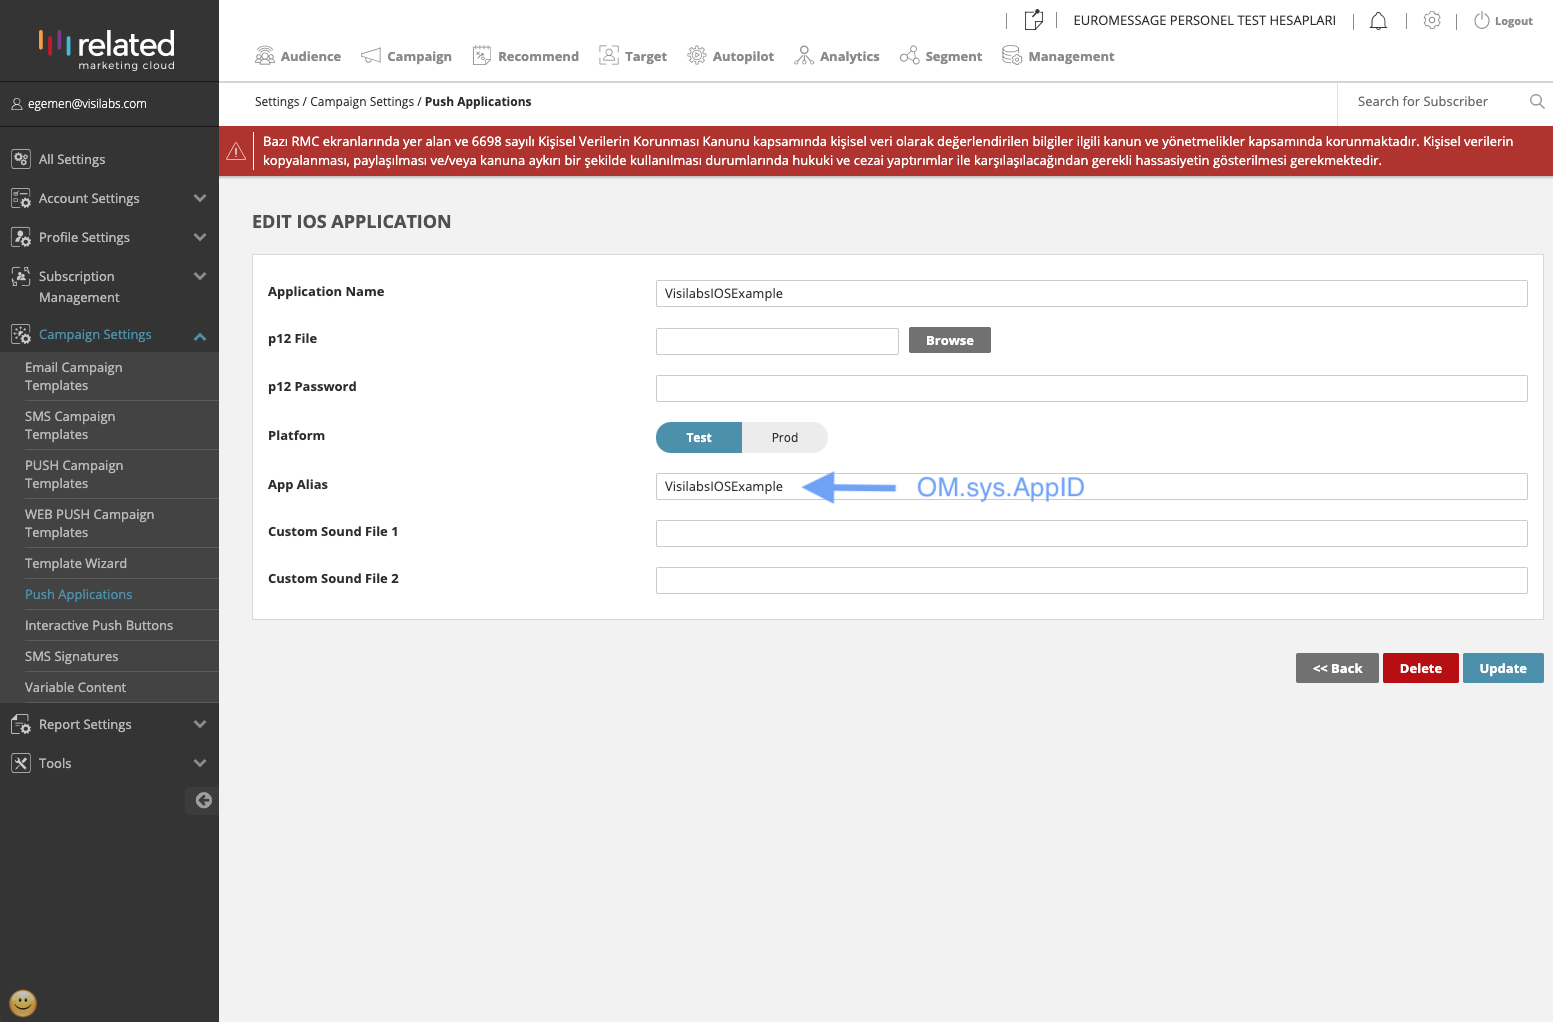 related
marketing cloud
EUROMESSAGE PERSONEL TEST HESAPLARI
Logout
Audience
Campaign
Recommend
Target
Autopilot
Analytics
Segment
Management
egemen@visilabs.com
Settings / Campaign Settings / Push Applications
Search for Subscriber
Bazı RMC ekranlarında yer alan ve 6698 sayılı Kişisel Verilerin Korunması Kanunu kapsamında kişisel veri olarak değerlendirilen bilgiler ilgili kanun ve yönetmelikler kapsamında korunmaktadır. Kişisel verilerin
kopyalanması, paylaşılması ve/veya kanuna aykırı bir şekilde kullanılması durumlarında hukuki ve cezai yaptırımlar ile karşılaşılacağından gerekli hassasiyetin gösterilmesi gerekmektedir.
All Settings
Account Settings
Profile Settings
Subscription
Management
Campaign Settings
Email Campaign
Templates
SMS Campaign
Templates
PUSH Campaign
Templates
WEB PUSH Campaign
Templates
Template Wizard
Push Applications
Interactive Push Buttons
SMS Signatures
Variable Content
Report Settings
Tools
EDIT IOS APPLICATION
Application Name
VisilabsIOSExample
p12 File
Browse
p12 Password
Platform
Test
Prod
App Alias
VisilabsIOSExample
OM.sys.AppID
Custom Sound File 1
Custom Sound File 2
<< Back
Delete
Update